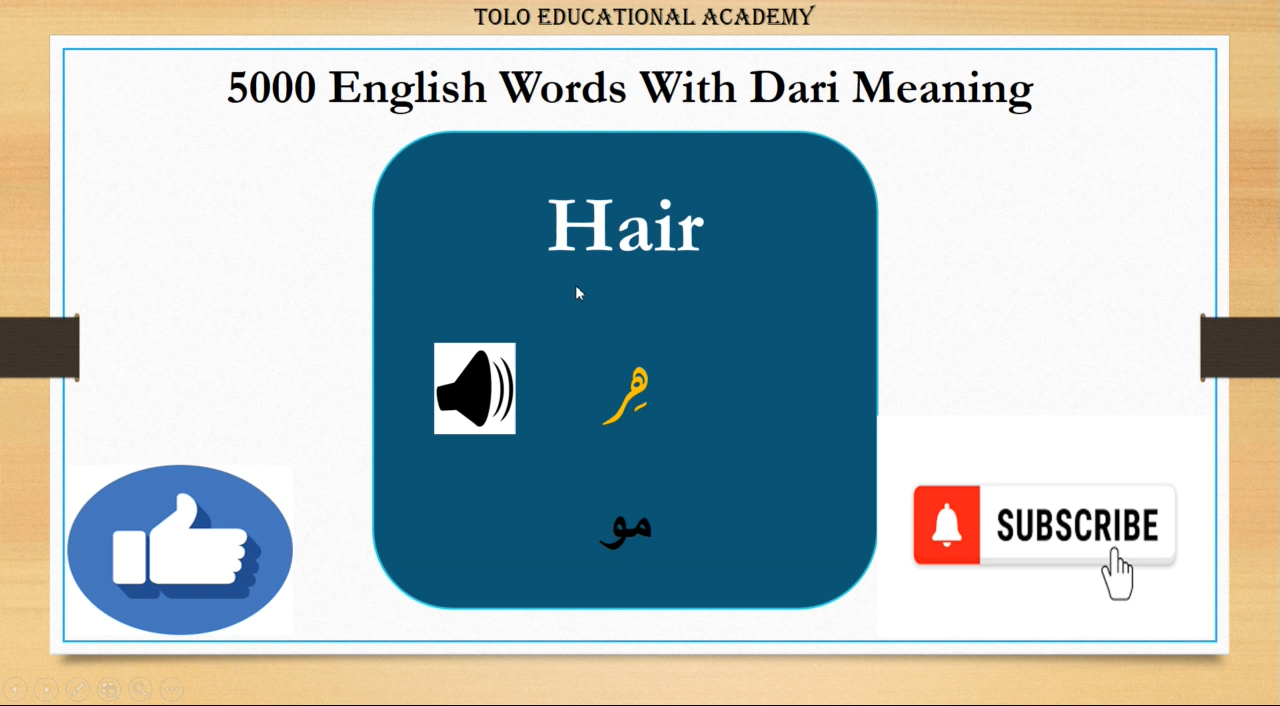 TOLO EDUCATIONAL ACADEMY
5000 English Words With Dari Meaning
Hair
هِر
مو
SUBSCRIBE